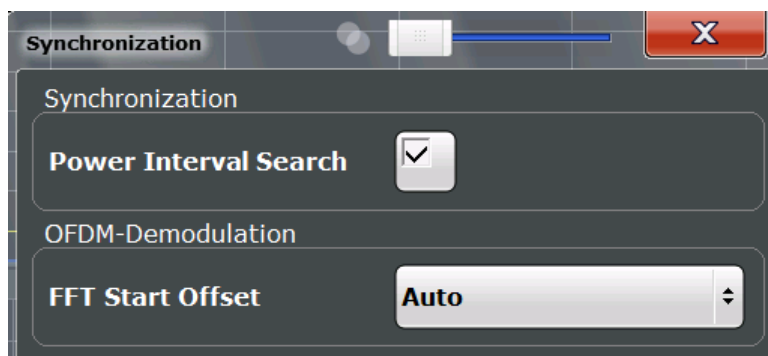 Synchronization
X
Synchronization
Power Interval Search
OFDM-Demodulation
FFT Start Offset
Auto